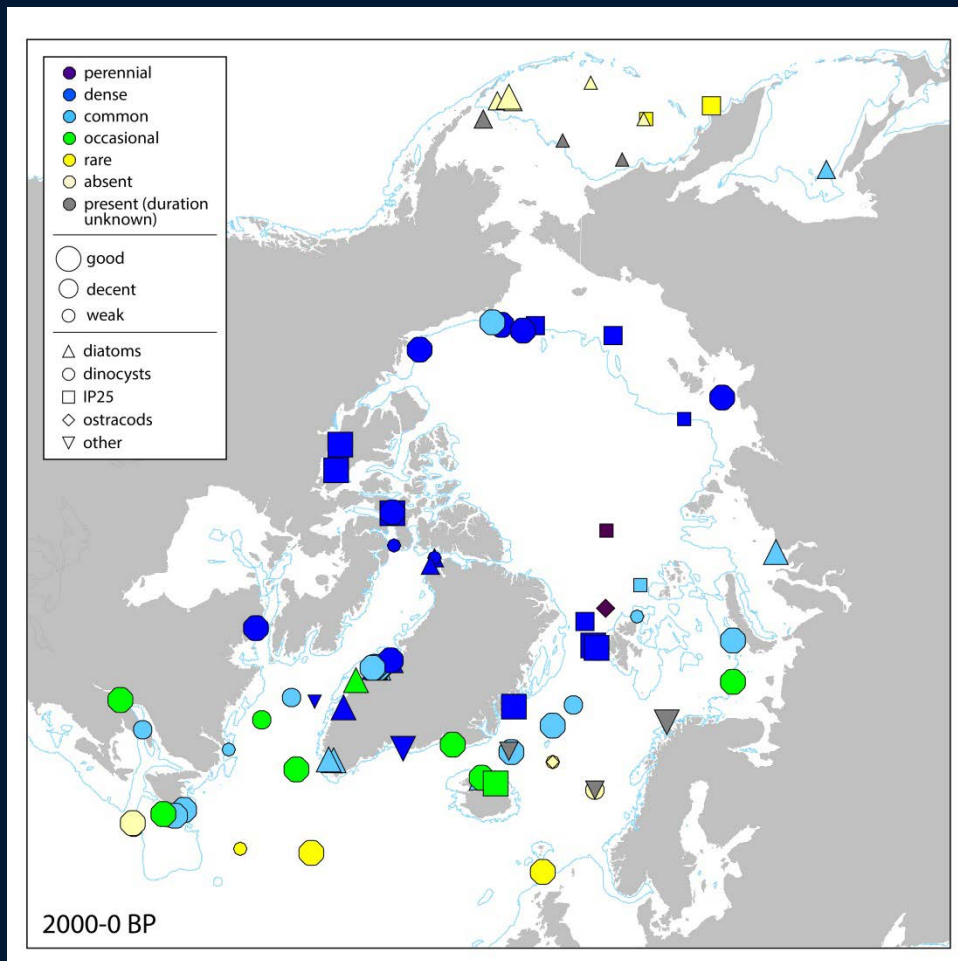 perennial
dense
common
occasional
rare
absent
present (duration
unknown)
good
decent
weak
diatoms
dinocysts
IP25
ostracods
other
2000-0 BP